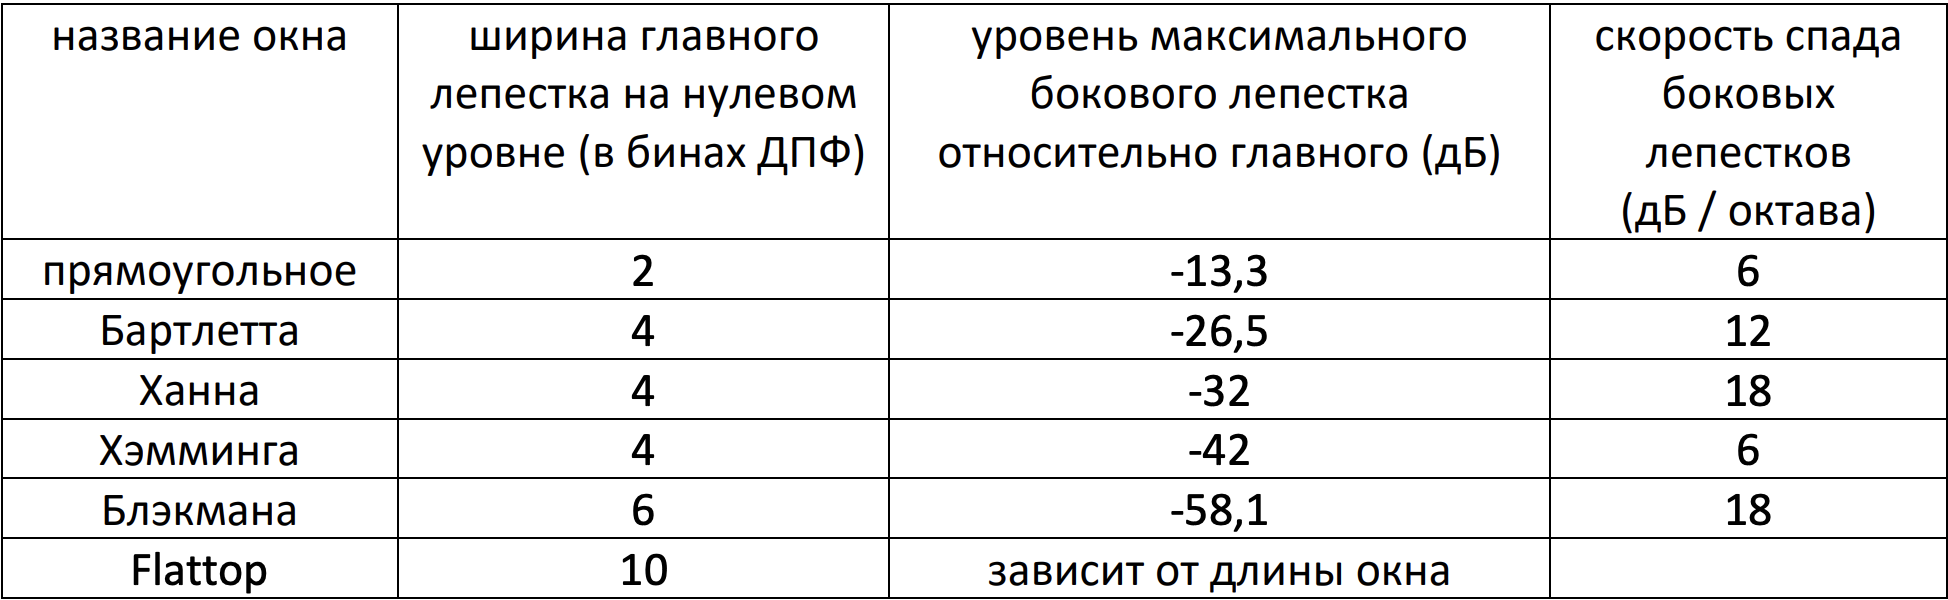 название окна
ширина главного
лепестка на нулевом
уровне (в бинах ДПФ)
уровень максимального
бокового лепестка
относительно главного (дБ)
скорость спада
боковых
лепестков
(дБ / октава)
прямоугольное 2 -13,3 6
Бартлетта 4 -26,5 12
Ханна 4 -32 18
Хэмминга 4 -42 6
Блэкмана 6 -58,1 18
Flattop 10 зависит от длины окна